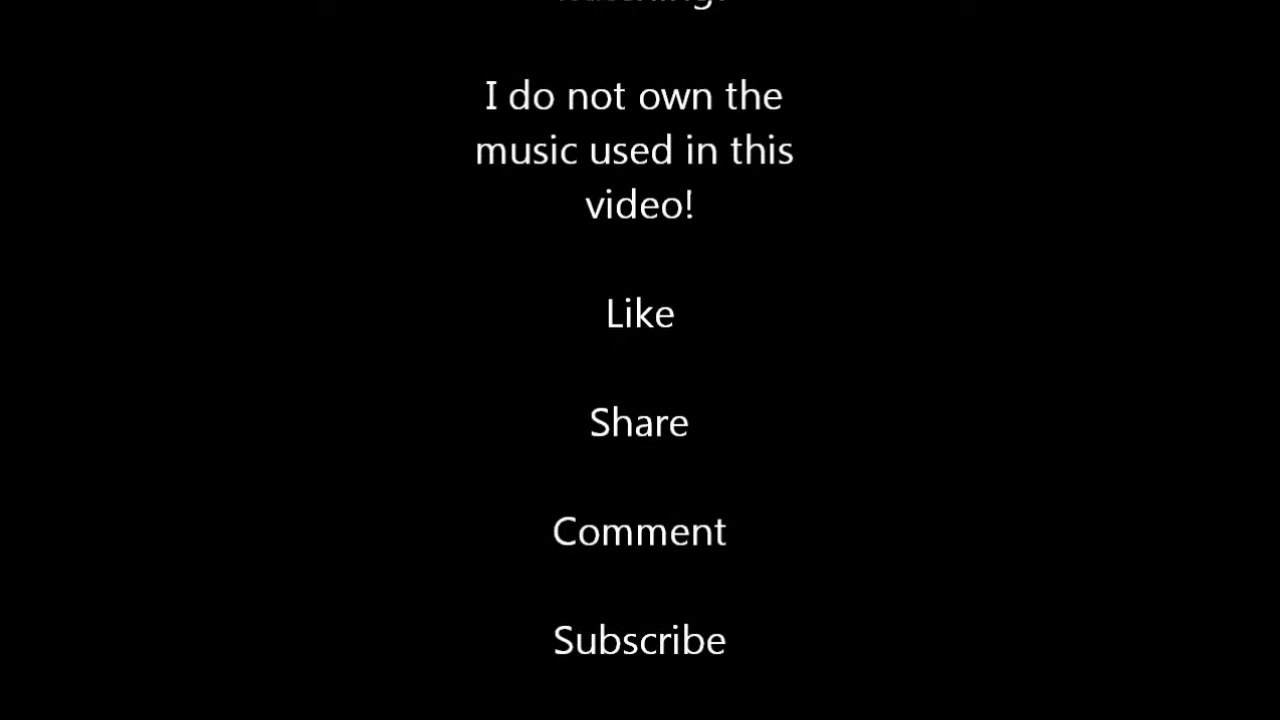 I do not own the
music used in this
video!
Like
Share
Comment
Subscribe